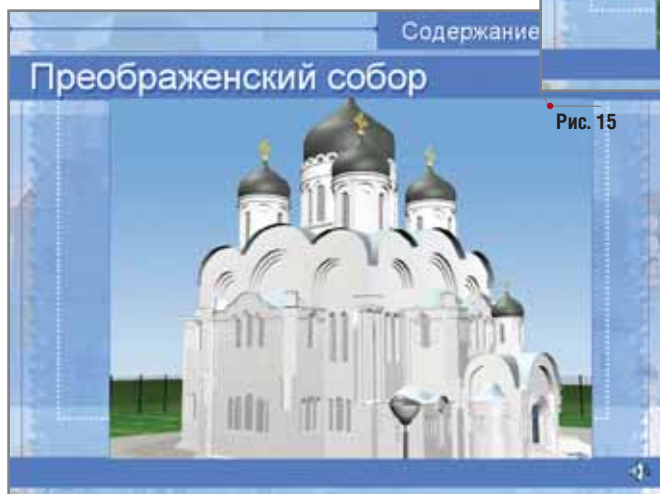 Содержание
Преображенский собор
Рис. 15